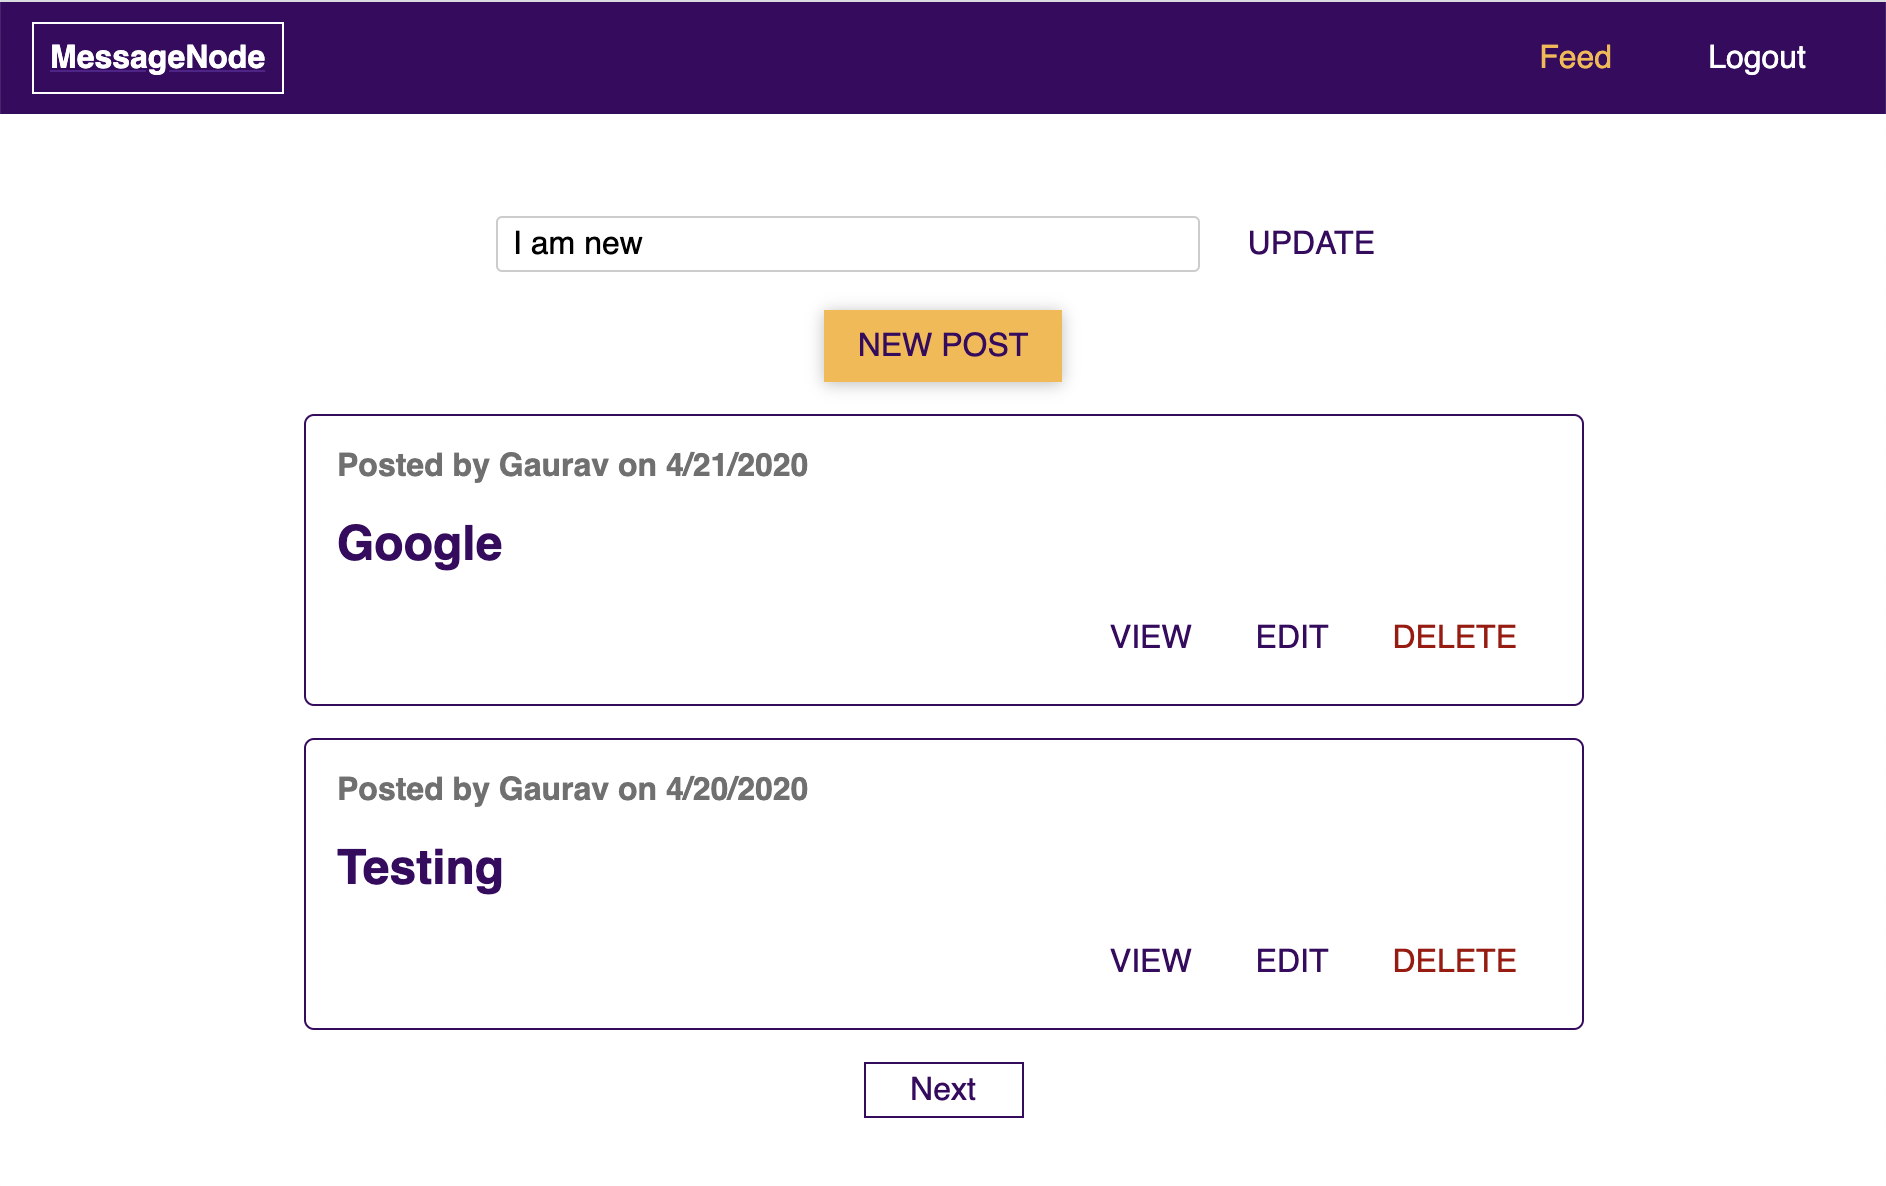 MessageNode Feed Logout
I am new UPDATE
NEW POST
Posted by Gaurav on 4/21/2020
Google
VIEW EDIT DELETE
Posted by Gaurav on 4/20/2020
Testing
VIEW EDIT DELETE
Next